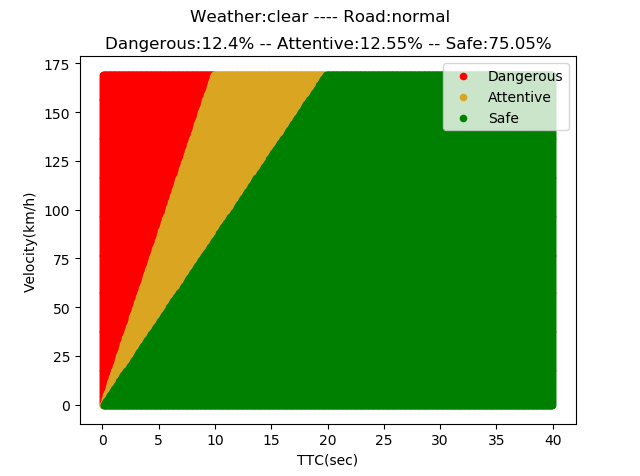 Weather:clear ---- Road:normal
Dangerous:12.4% -- Attentive:12.55% -- Safe:75.05%
Dangerous
Attentive
Safe
Velocity(km/h)
175
150
125
100
75
50
25
0
0 5 10 15 20 25 30 35 40
TTC(sec)